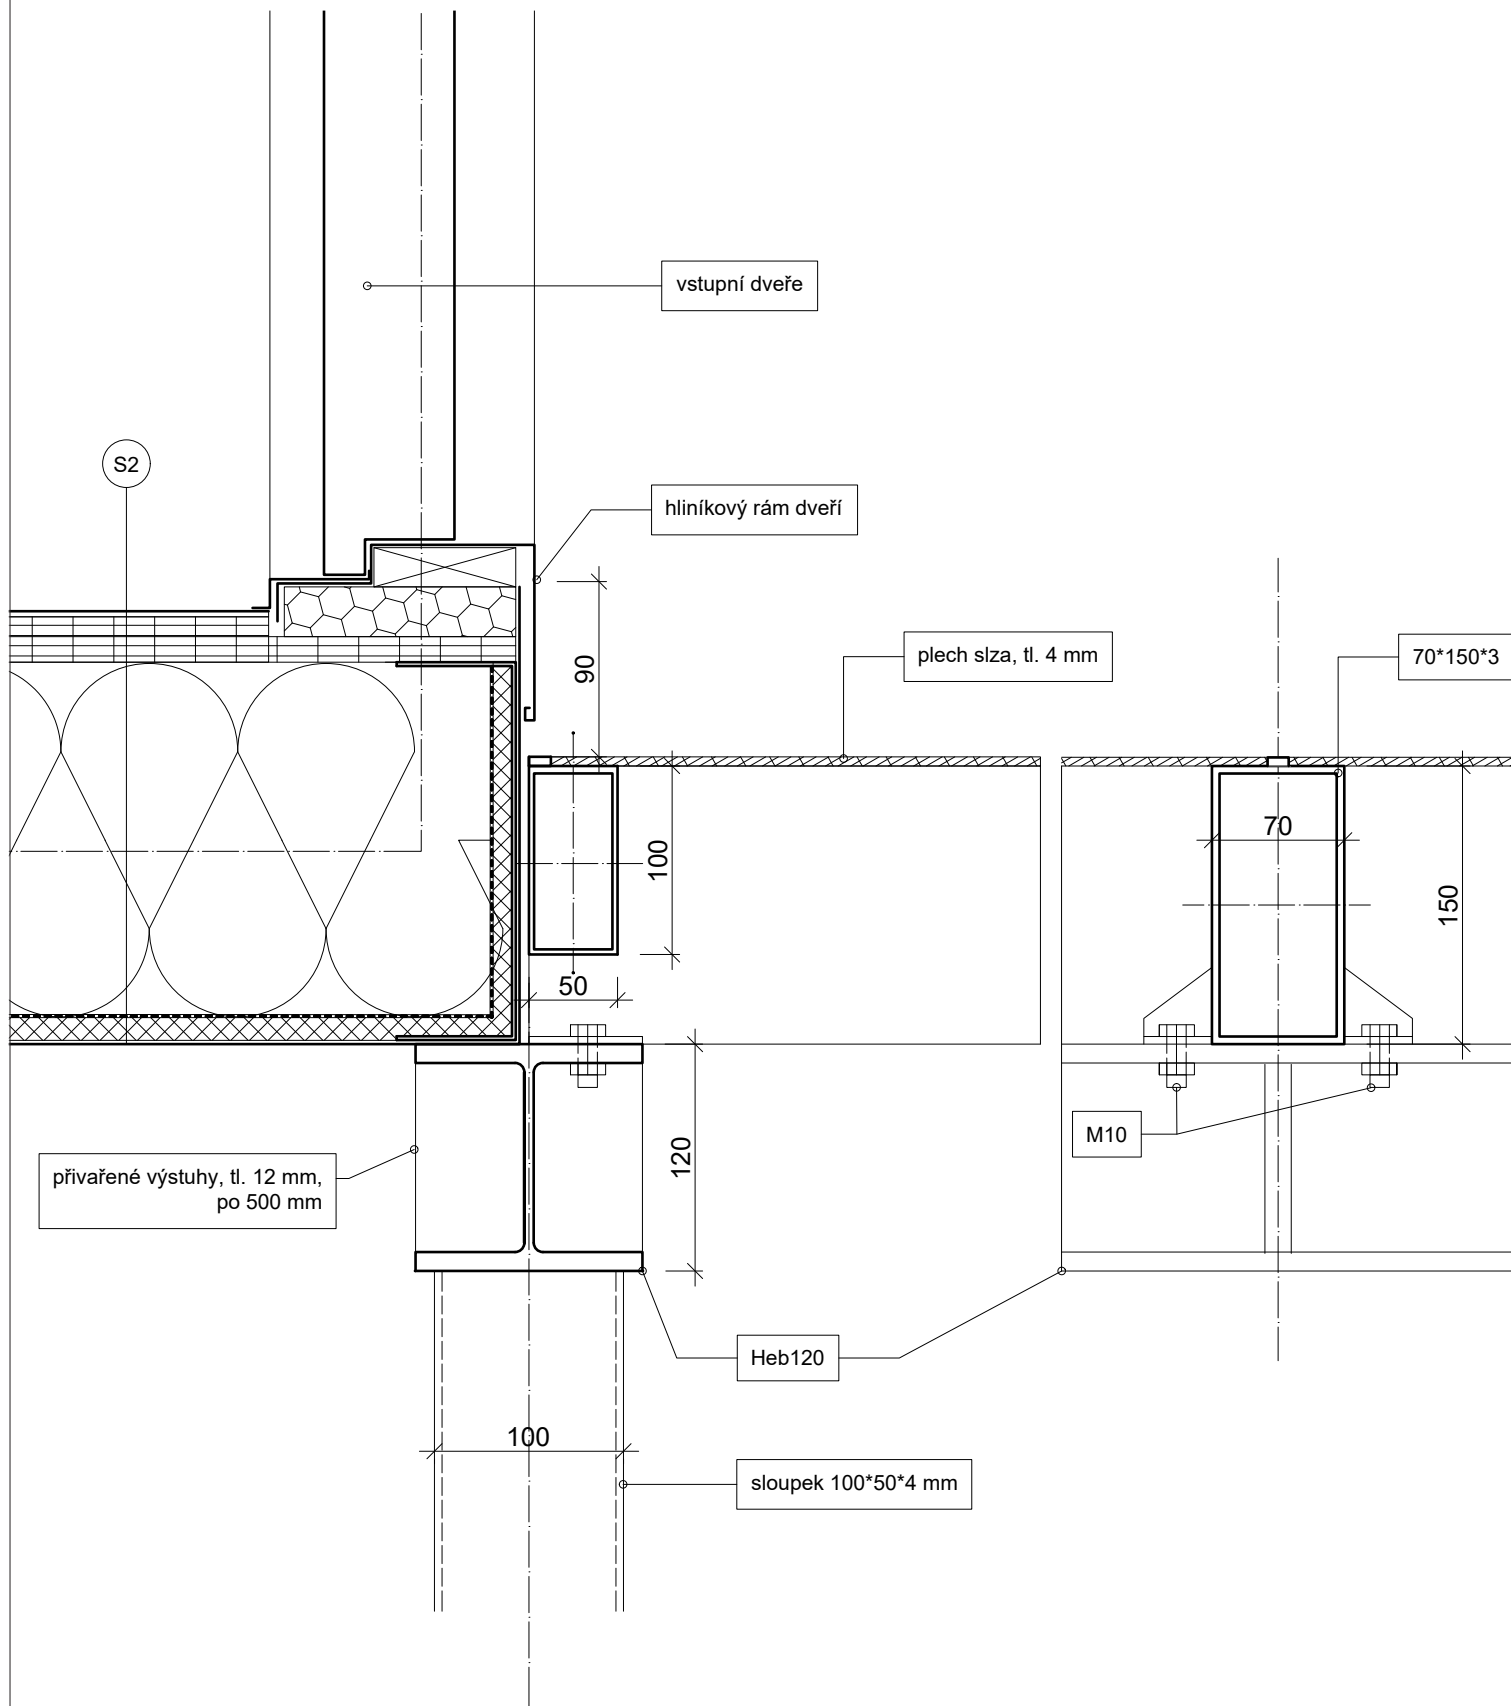 vstupní dveře
S2
hliníkový rám dveří
plech slza, tl. 4 mm
70*150*3
90
70
100
150
50
M10
120
přivařené výstuhy, tl. 12 mm,
po 500 mm
Heb120
100
sloupek 100*50*4 mm